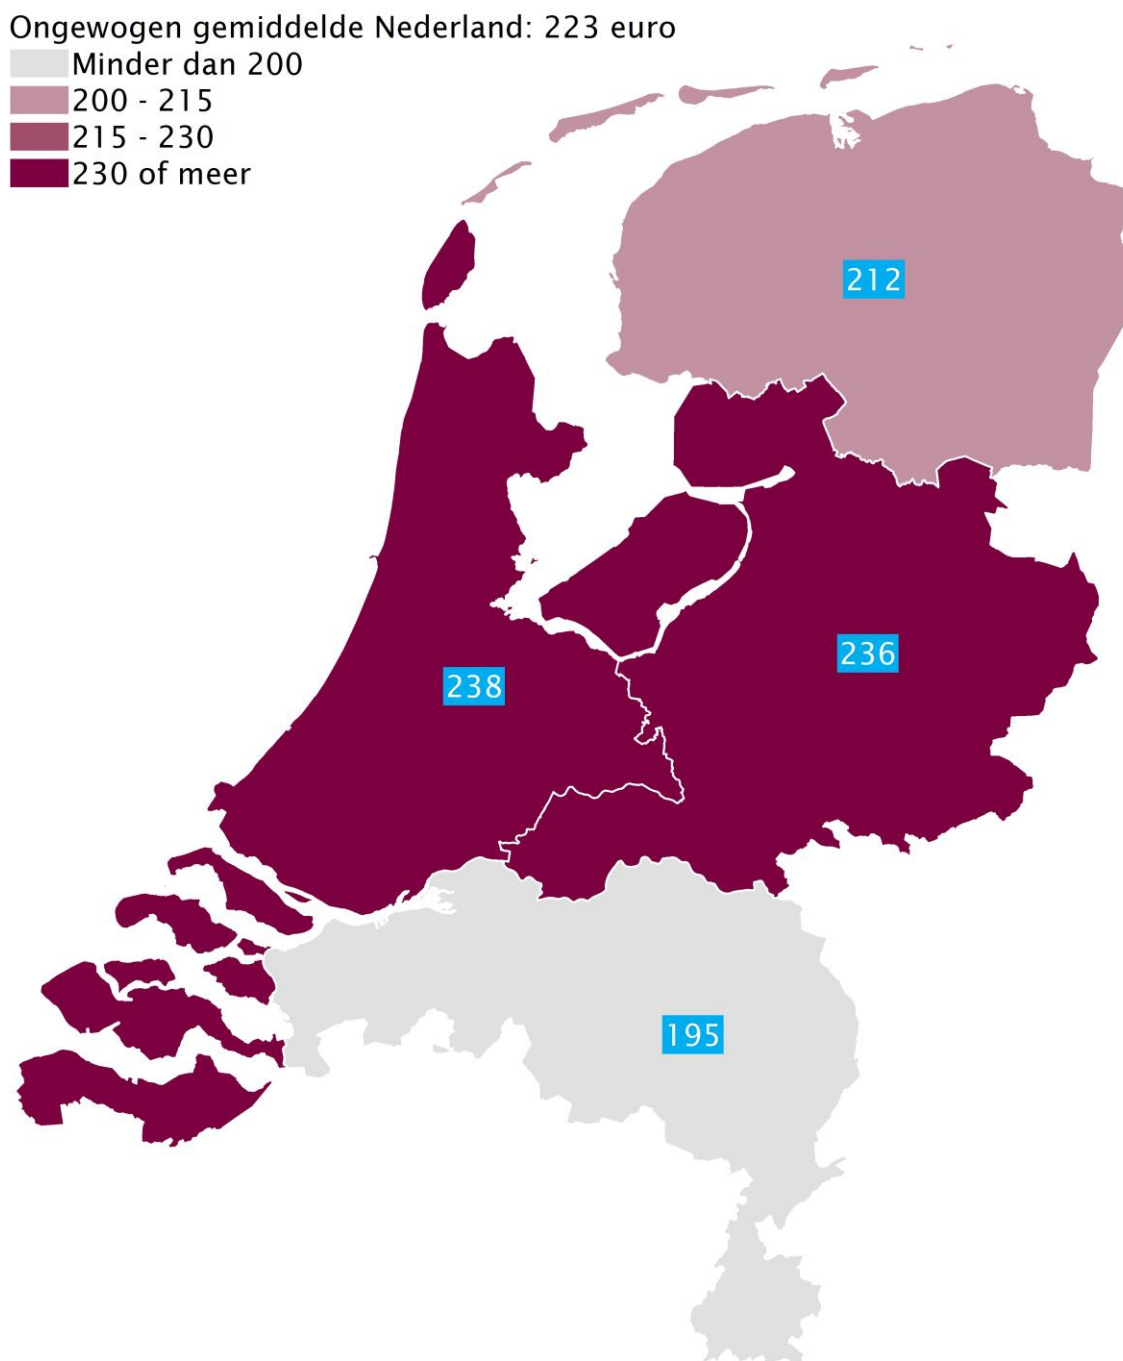 Ongewogen gemiddelde Nederland: 223 euro
Minder dan 200
200 - 215
215 - 230
230 of meer
212
236
238
195